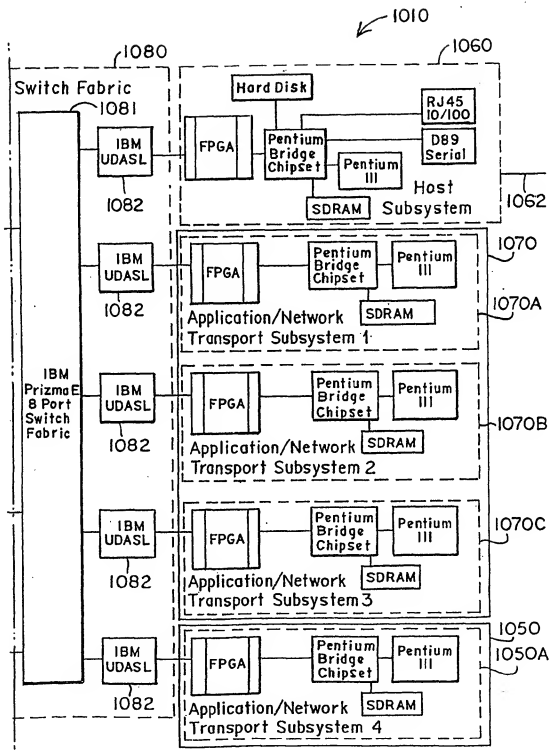 1010
1080
1060
Switch Fabric
1081
Hard Disk
RJ45
10/100
IBM
UDASL
FPGA
Pentium
Bridge
Chipset
D89
Serial
Pentium
III
1082
Host
Subsystem
SDRAM
1062
1070
IBM
UDASL
FPGA
Pentium
Bridge
Chipset
Pentium
III
1070A
1082
SDRAM
Application/Network
Transport Subsystem 1
IBM
PrizmaE
8 Port
Switch
Fabric
IBM
UDASL
FPGA
Pentium
Bridge
Chipset
Pentium
III
1070B
1082
SDRAM
Application/Network
Transport Subsystem 2
IBM
UDASL
FPGA
Pentium
Bridge
Chipset
Pentium
III
1070C
1082
SDRAM
Application/Network
Transport Subsystem 3
1050
IBM
UDASL
FPGA
Pentium
Bridge
Chipset
Pentium
III
1050A
1082
SDRAM
Application/Network
Transport Subsystem 4